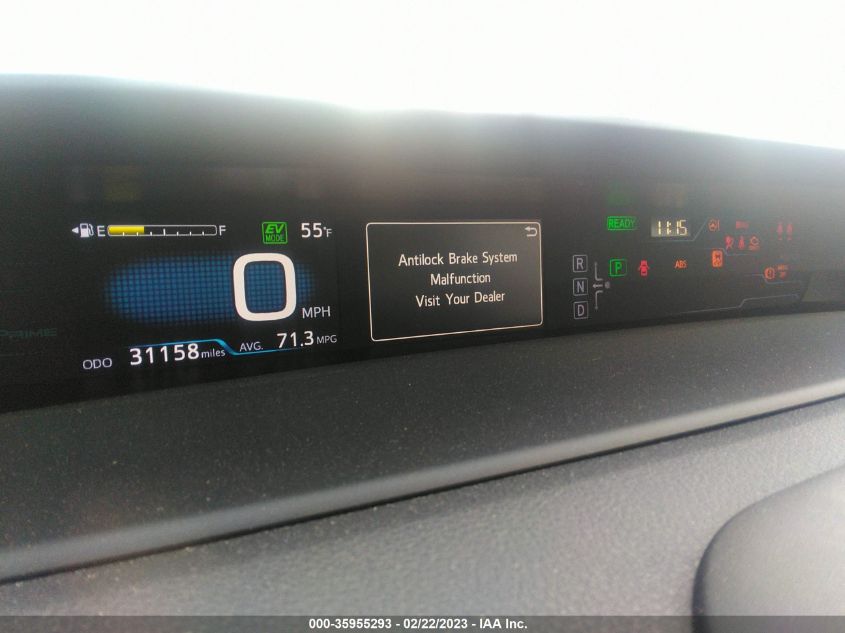 E F
EV
MODE
55°F
0
MPH
ODO 31158 miles
AVG. 71.3 MPG
PRIME
Antilock Brake System
Malfunction
Visit Your Dealer
READY
11:15
R
N
D
P
ABS
000-35955293 - 02/22/2023 - IAA Inc.